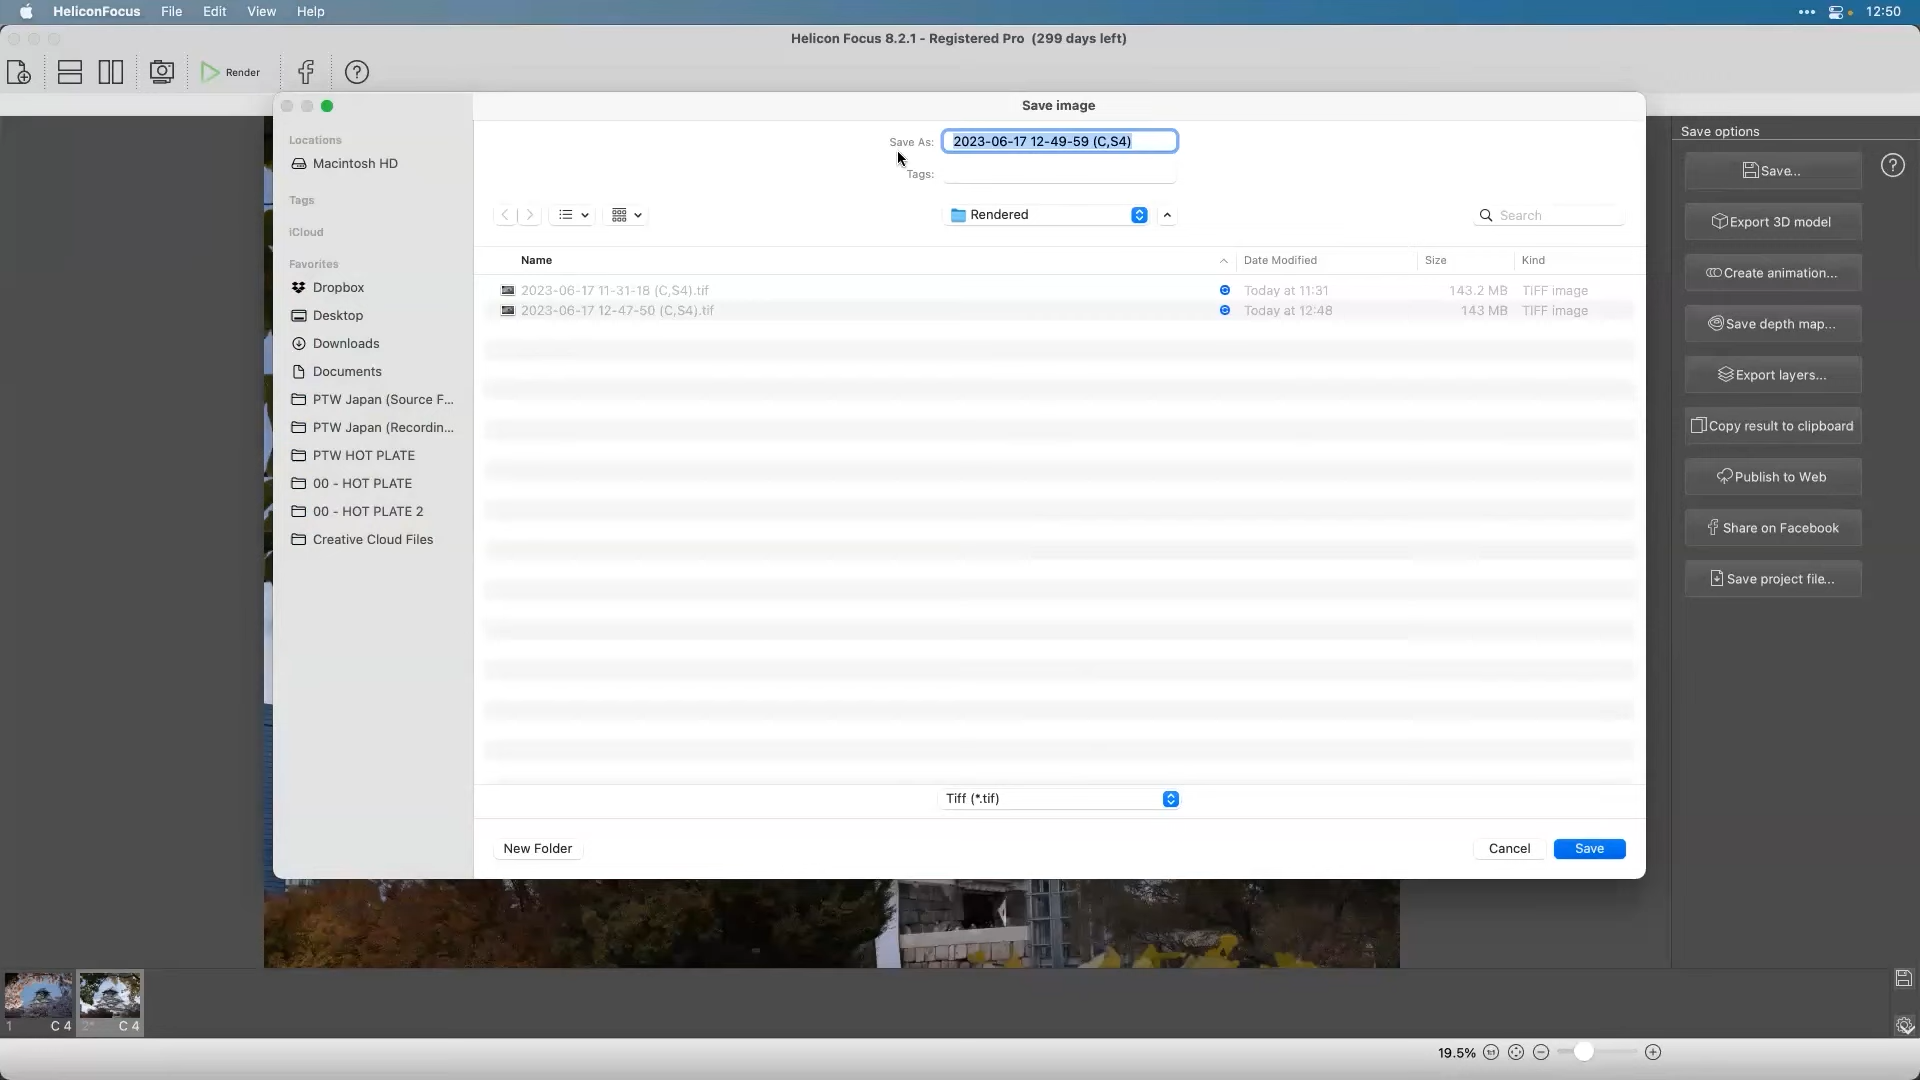 HeliconFocus File Edit View Help 12:50
Helicon Focus 8.2.1 - Registered Pro (299 days left)
Render
Save image
Locations
Macintosh HD
Tags
iCloud
Favorites
Dropbox
Desktop
Downloads
Documents
PTW Japan (Source F...
PTW Japan (Recordin...
PTW HOT PLATE
00 - HOT PLATE
00 - HOT PLATE 2
Creative Cloud Files
Save As: 2023-06-17 12-49-59 (C,S4)
Tags:
Rendered
Search
Name Date Modified Size Kind
2023-06-17 11-31-18 (C,S4).tif Today at 11:31 143.2 MB TIFF image
2023-06-17 12-47-50 (C,S4).tif Today at 12:48 143 MB TIFF image
Tiff (*.tif)
New Folder Cancel Save
Save options
Save...
Export 3D model
Create animation...
Save depth map...
Export layers...
Copy result to clipboard
Publish to Web
Share on Facebook
Save project file...
1 C 4 2* C 4
19.5%